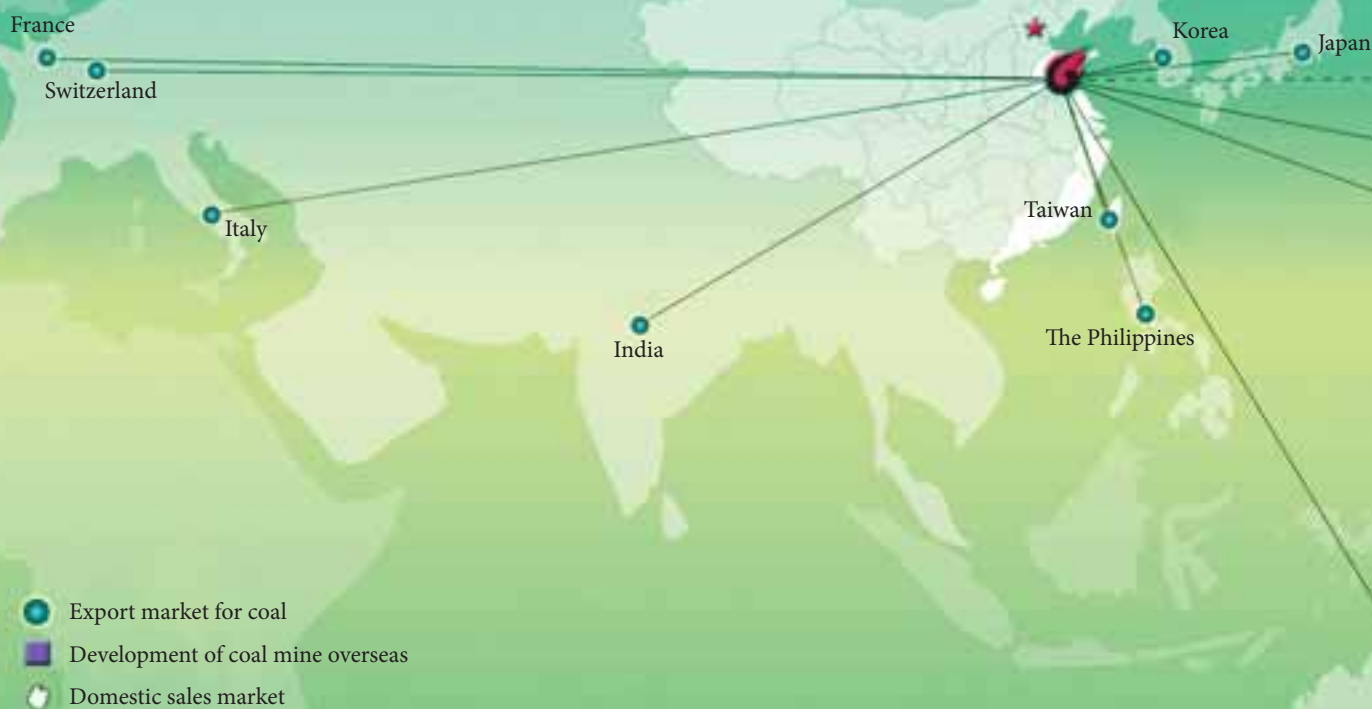 France
Korea
Japan
Switzerland
Taiwan
Italy
The Philippines
India
Export market for coal
Development of coal mine overseas
Domestic sales market